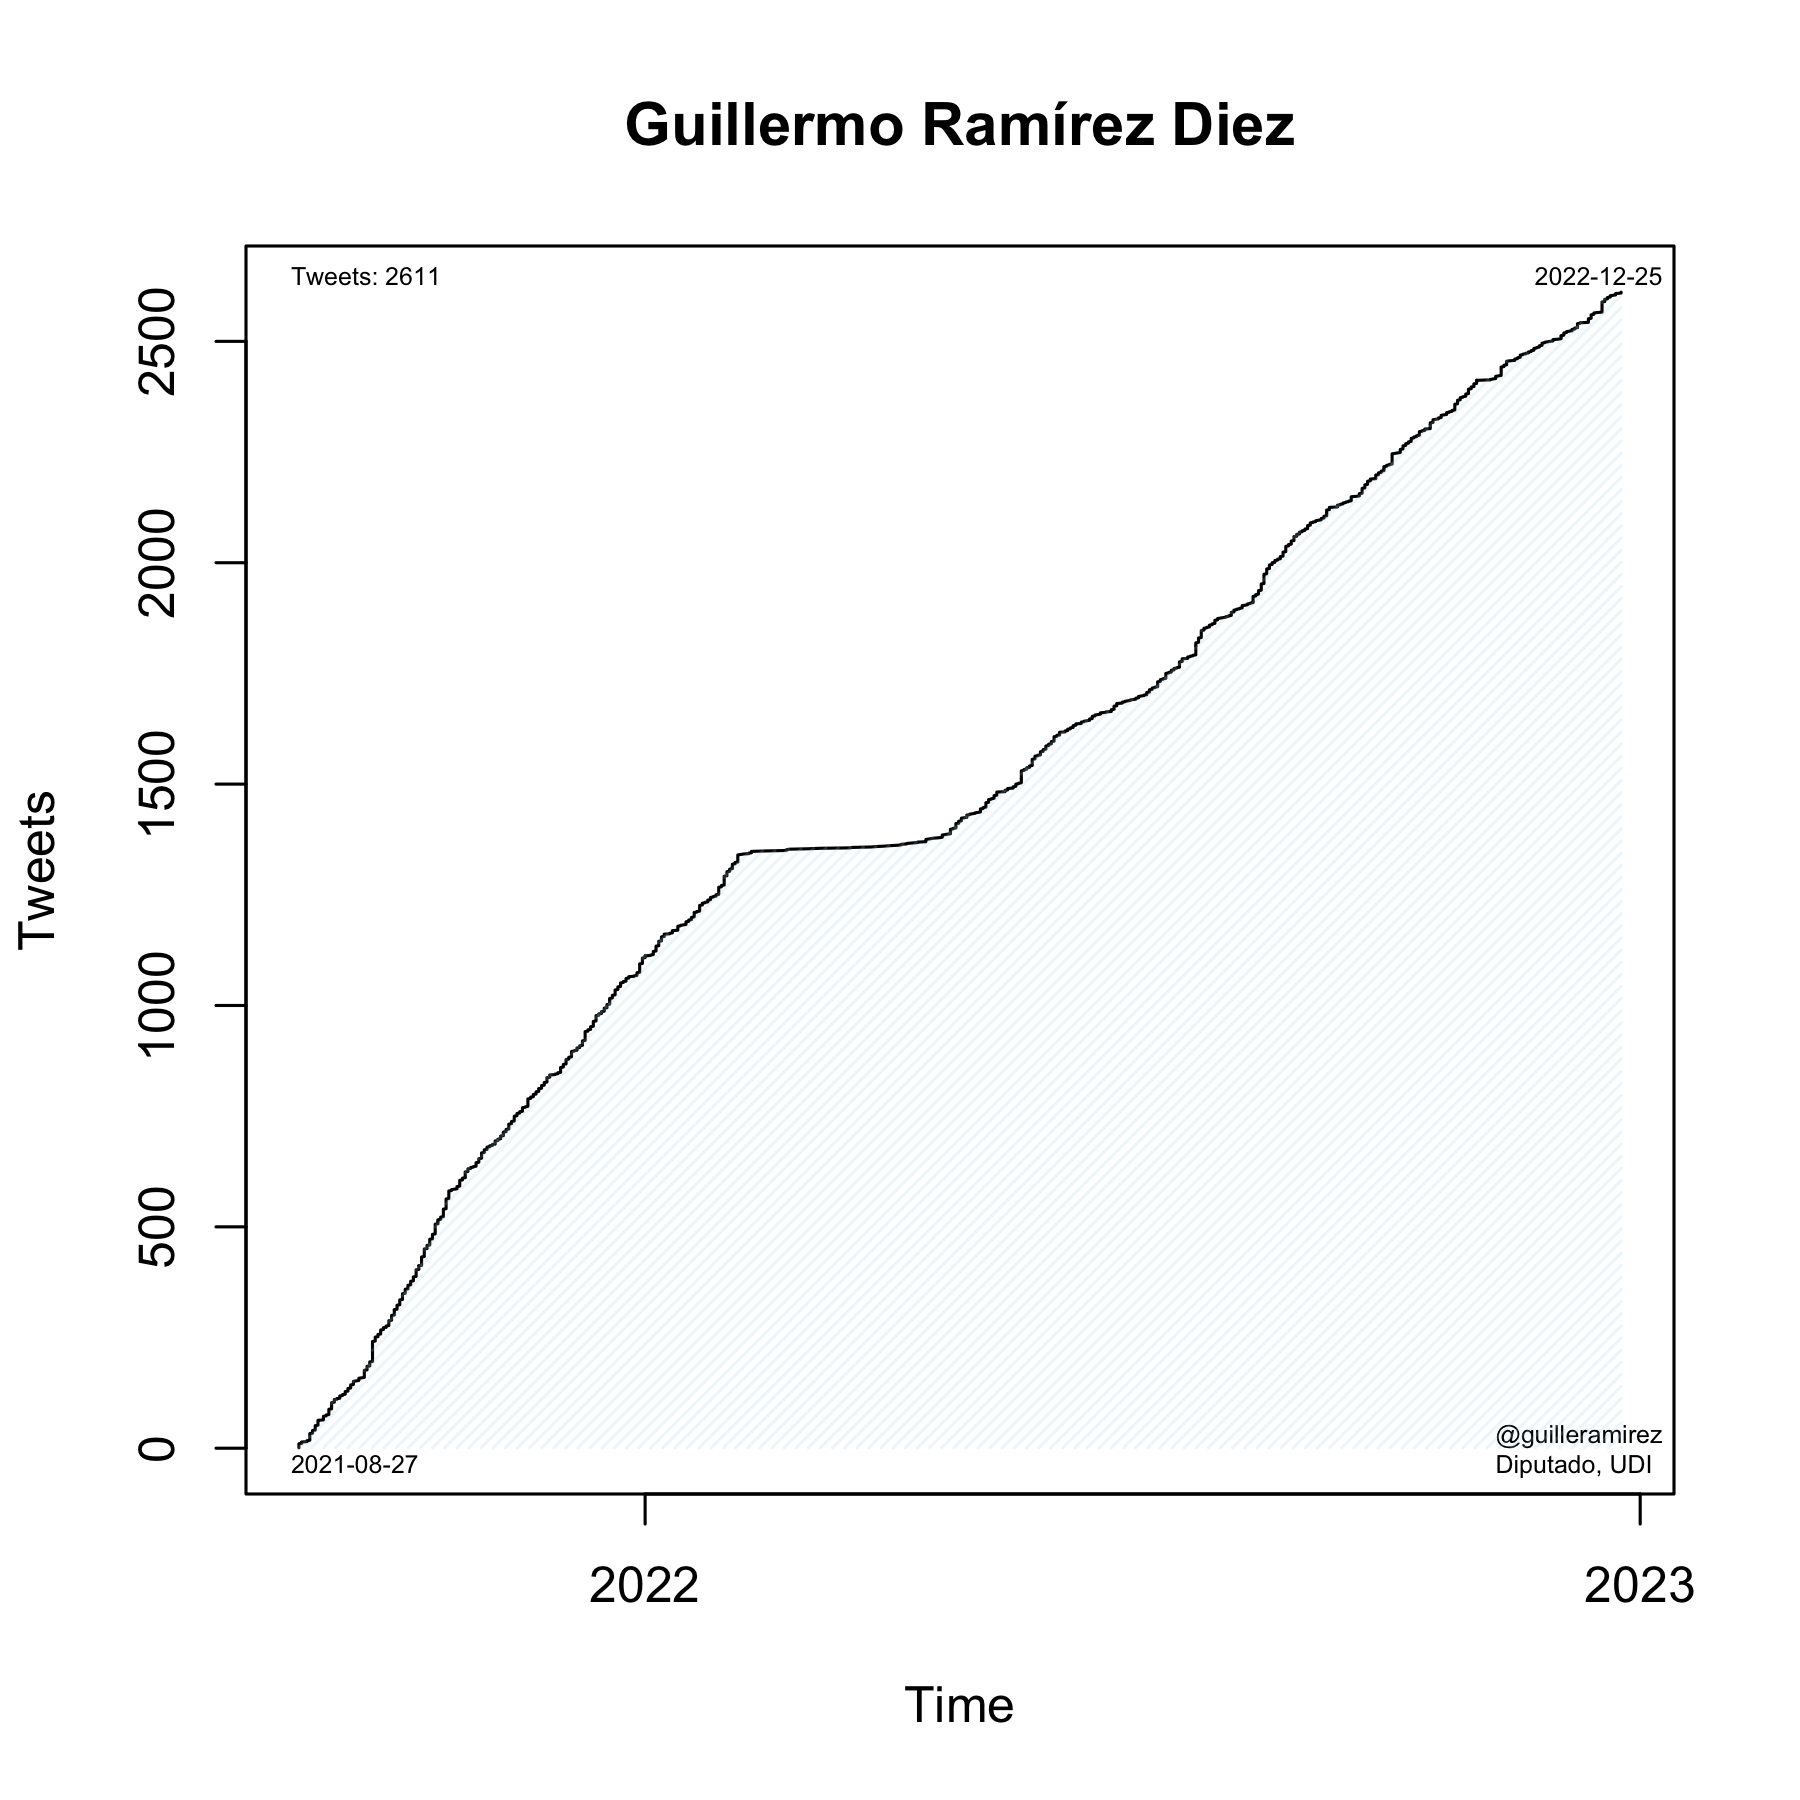 Guillermo Ramírez Diez
Tweets: 2611
2022-12-25
2500
2000
1500
1000
500
0
Tweets
@guilleramirez
Diputado, UDI
2021-08-27
2022
2023
Time